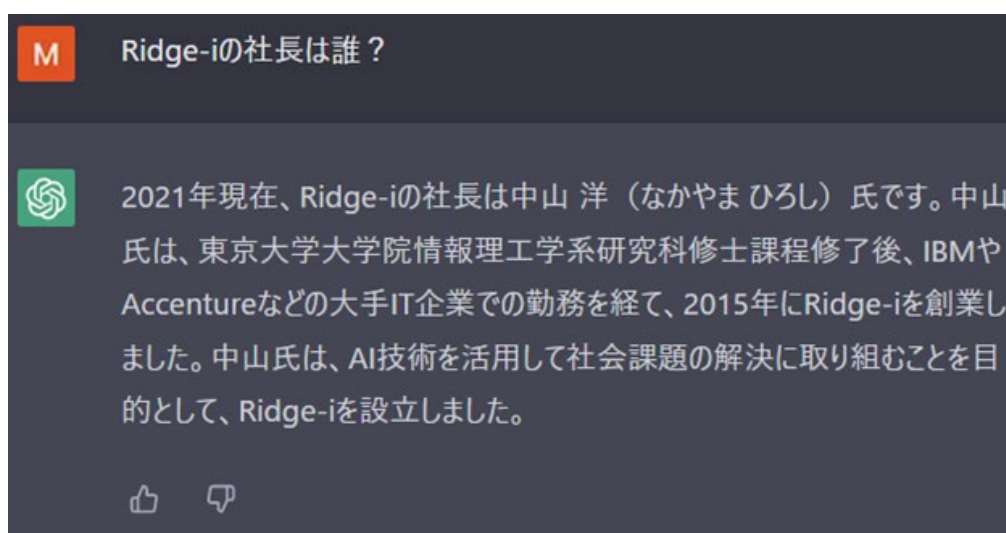 M
Ridge-iの社長は誰？
2021年現在、Ridge-iの社長は中山 洋（なかやま ひろし）氏です。中山
氏は、東京大学大学院情報理工学系研究科修士課程修了後、IBMや
Accentureなどの大手IT企業での勤務を経て、2015年にRidge-iを創業し
ました。中山氏は、AI技術を活用して社会課題の解決に取り組むことを目
的として、Ridge-iを設立しました。